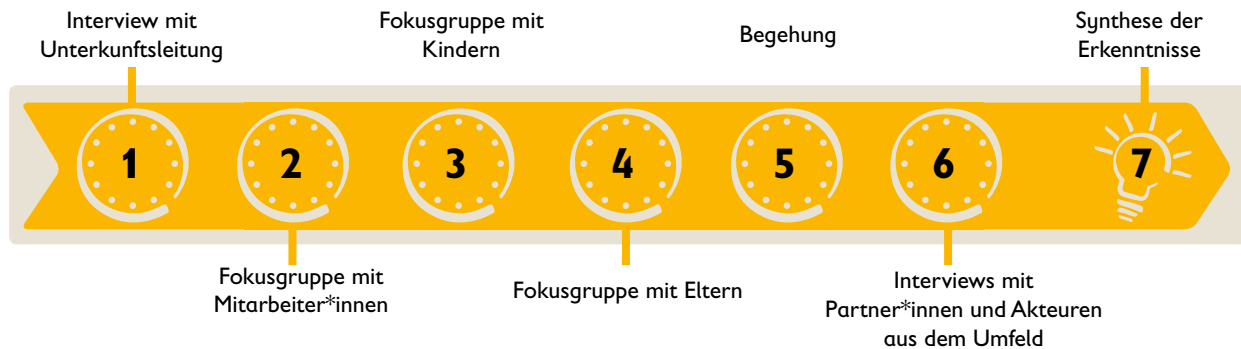 Interview mit
Unterkunftsleitung
Fokusgruppe mit
Kindern
Begehung
Synthese der
Erkenntnisse
1
2
3
4
5
6
7
Fokusgruppe mit
Mitarbeiter*innen
Fokusgruppe mit Eltern
Interviews mit
Partner*innen und Akteuren
aus dem Umfeld